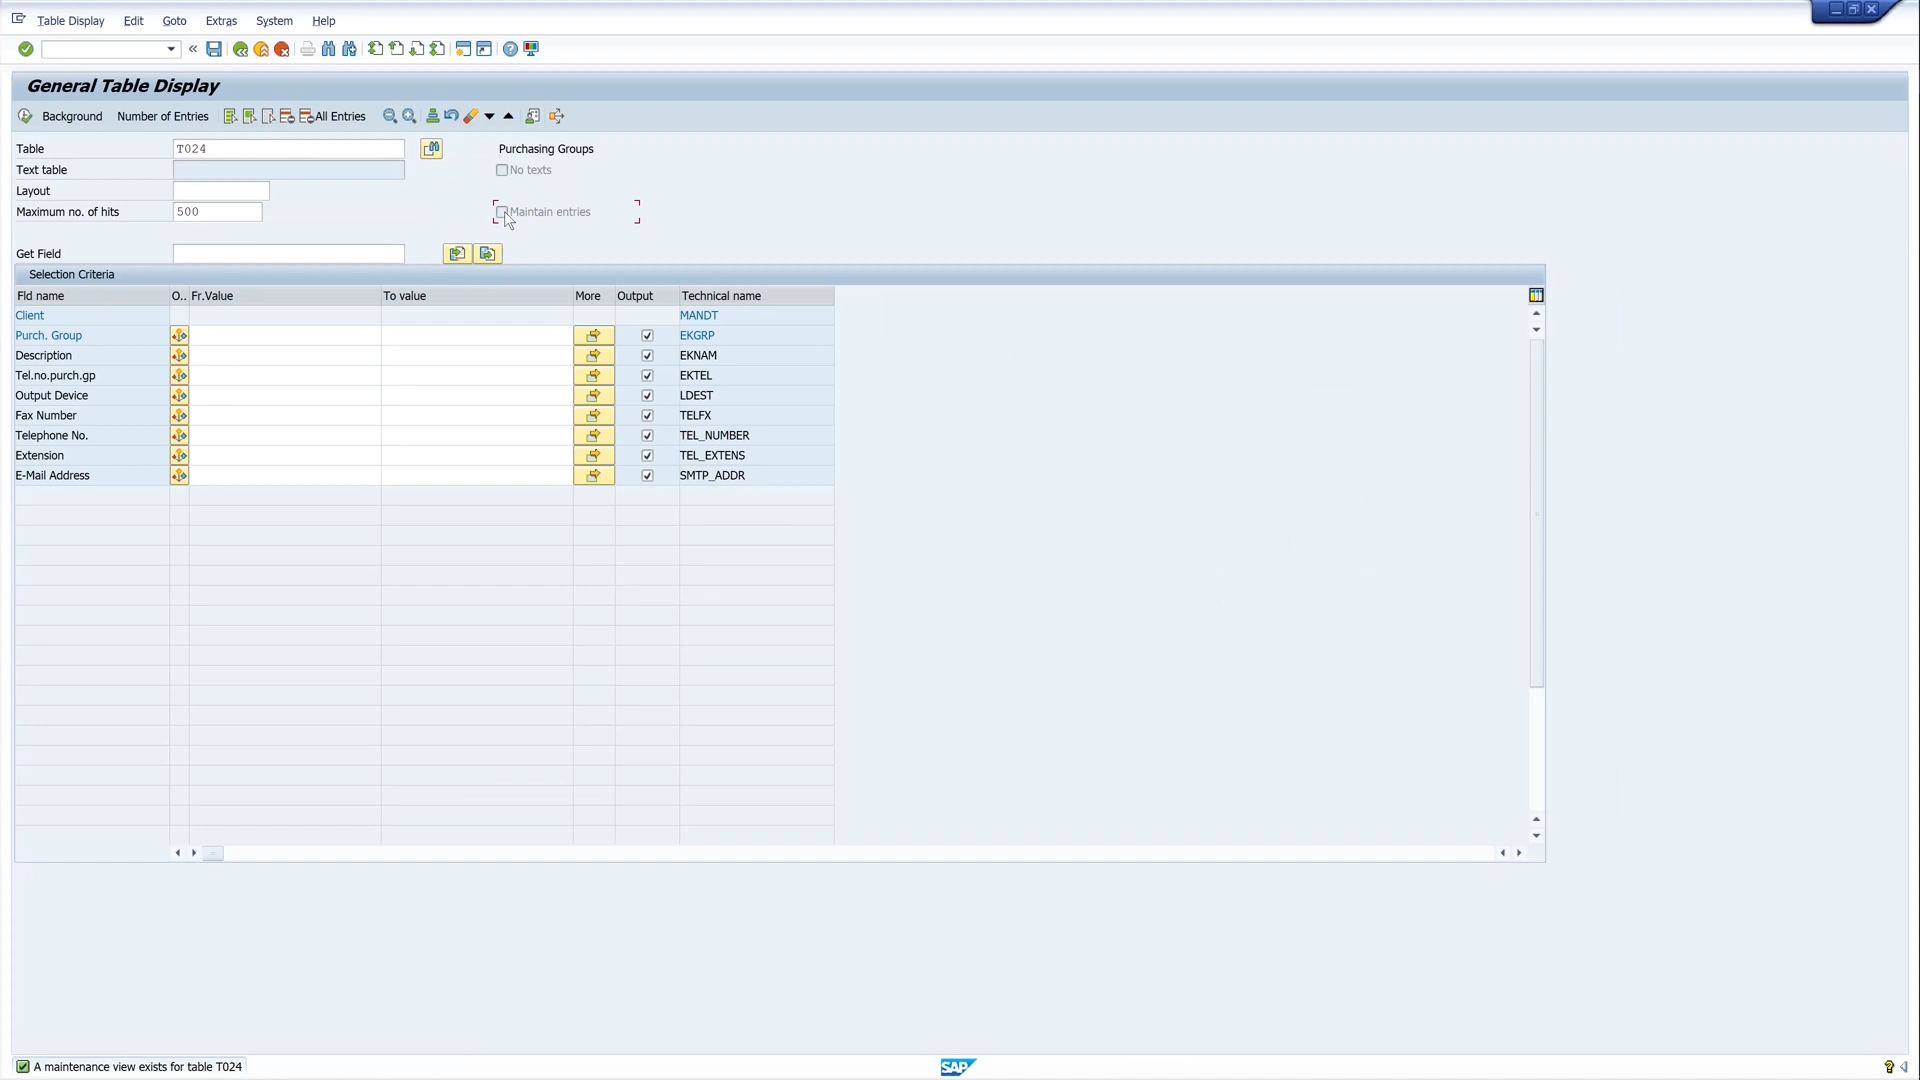 Table Display Edit Goto Extras System Help
General Table Display
Background Number of Entries All Entries
Table T024 Purchasing Groups
Text table No texts
Layout
Maximum no. of hits 500 Maintain entries
Get Field
Selection Criteria
Fld name O.. Fr.Value To value More Output Technical name
Client MANDT
Purch. Group EKGRP
Description EKNAM
Tel.no.purch.gp EKTEL
Output Device LDEST
Fax Number TELFX
Telephone No. TEL_NUMBER
Extension TEL_EXTENS
E-Mail Address SMTP_ADDR
A maintenance view exists for table T024
SAP